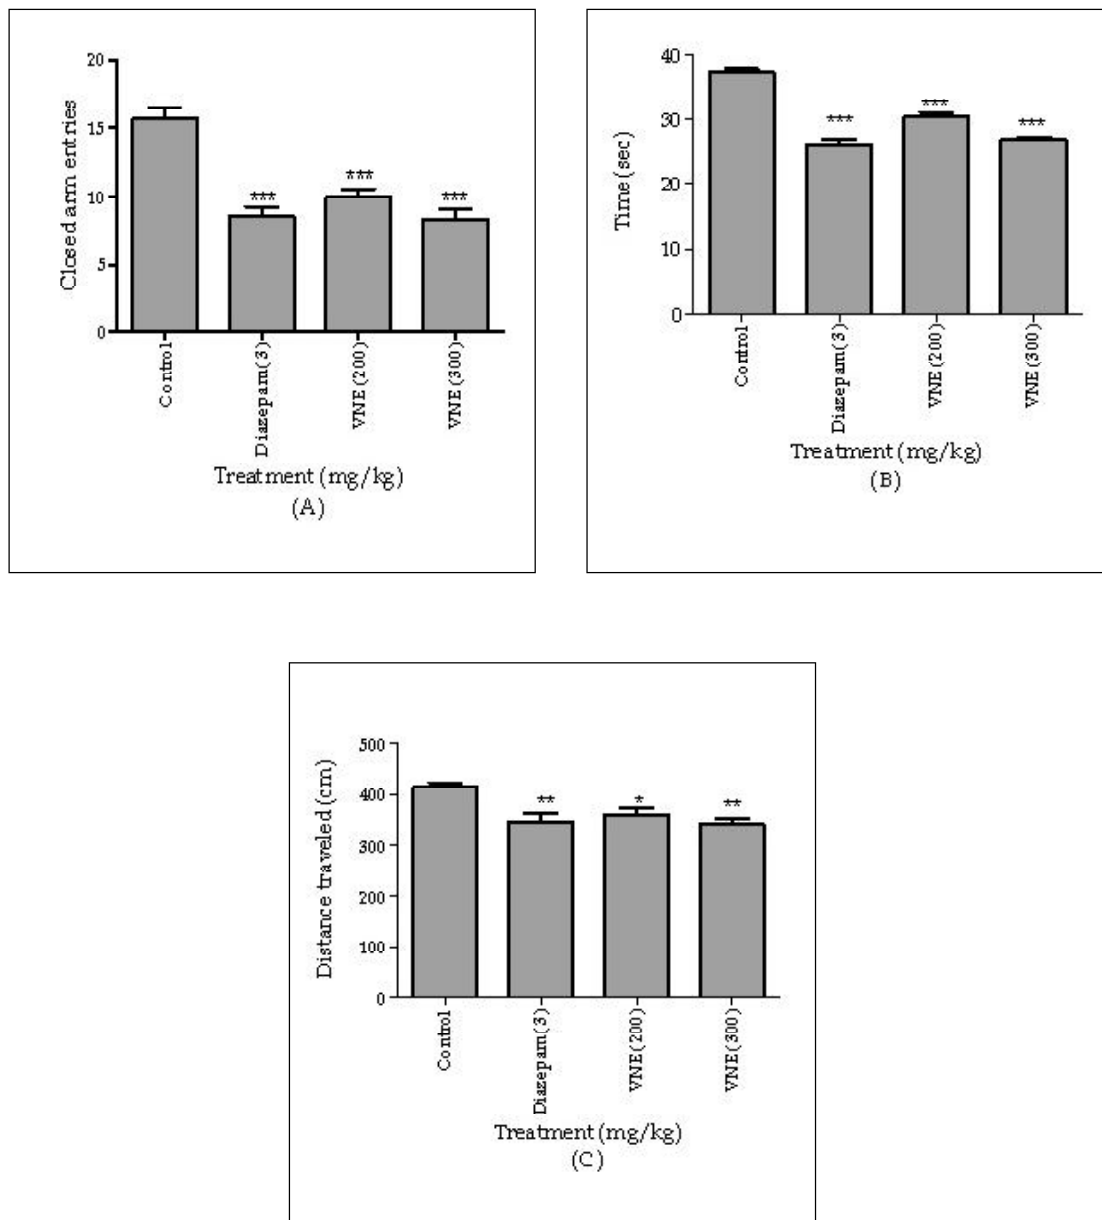 20
15
10
5
0
Closed arm entries
***
***
***
Control
Diazepam(3)
VNE(200)
VNE(300)
Treatment (mg/kg)
(A)
40
30
20
10
0
Time (sec)
***
***
***
Control
Diazepam(3)
VNE(200)
VNE(300)
Treatment (mg/kg)
(B)
500
400
300
200
100
0
Distance traveled (cm)
**
*
**
Control
Diazepam(3)
VNE(200)
VNE(300)
Treatment (mg/kg)
(C)